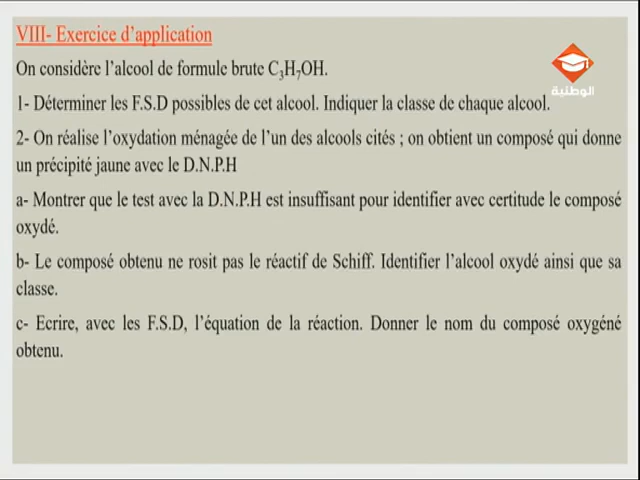 VIII- Exercice d'application
On considère l'alcool de formule brute C₃H₇OH.
الوطنية
1- Déterminer les F.S.D possibles de cet alcool. Indiquer la classe de chaque alcool.
2- On réalise l'oxydation ménagée de l'un des alcools cités ; on obtient un composé qui donne
un précipité jaune avec le D.N.P.H
a- Montrer que le test avec la D.N.P.H est insuffisant pour identifier avec certitude le composé
oxydé.
b- Le composé obtenu ne rosit pas le réactif de Schiff. Identifier l'alcool oxydé ainsi que sa
classe.
c- Ecrire, avec les F.S.D, l'équation de la réaction. Donner le nom du composé oxygéné
obtenu.